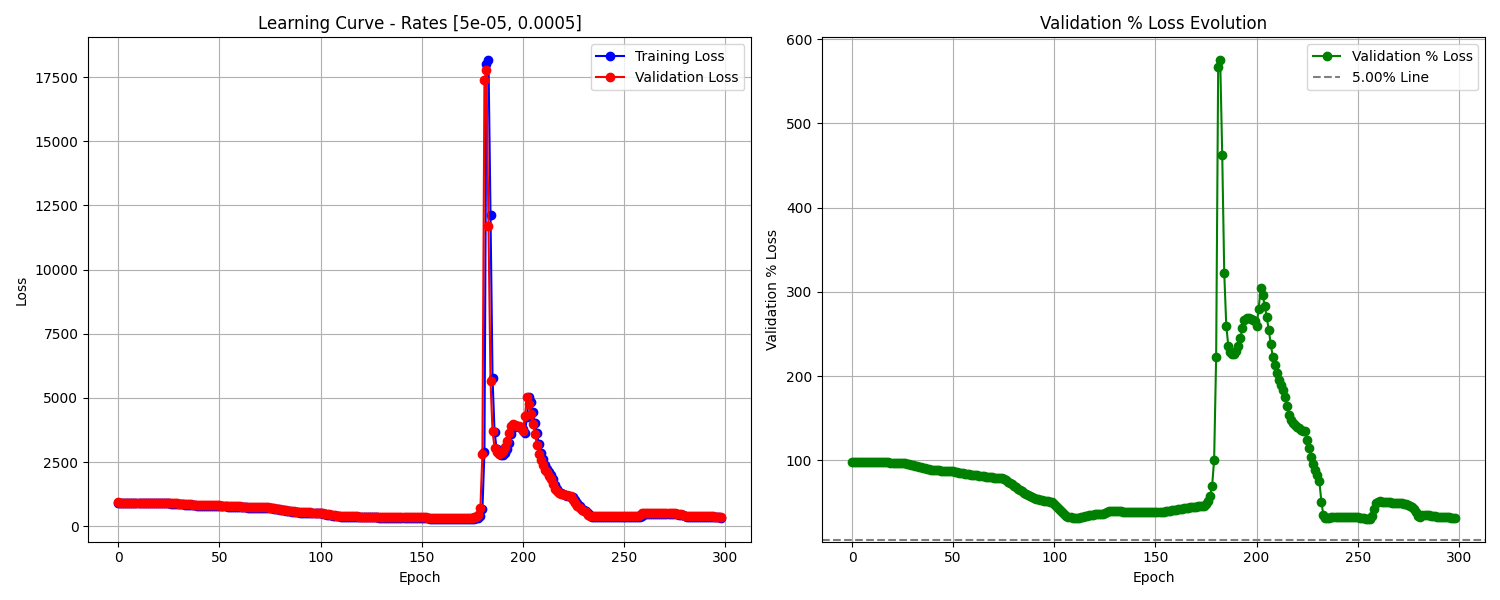 Learning Curve - Rates [5e-05, 0.0005]
Training Loss
Validation Loss
17500
15000
12500
10000
7500
5000
2500
0
Loss
0
50
100
150
200
250
300
Epoch
Validation % Loss Evolution
Validation % Loss
5.00% Line
600
500
400
300
200
100
Validation % Loss
0
50
100
150
200
250
300
Epoch